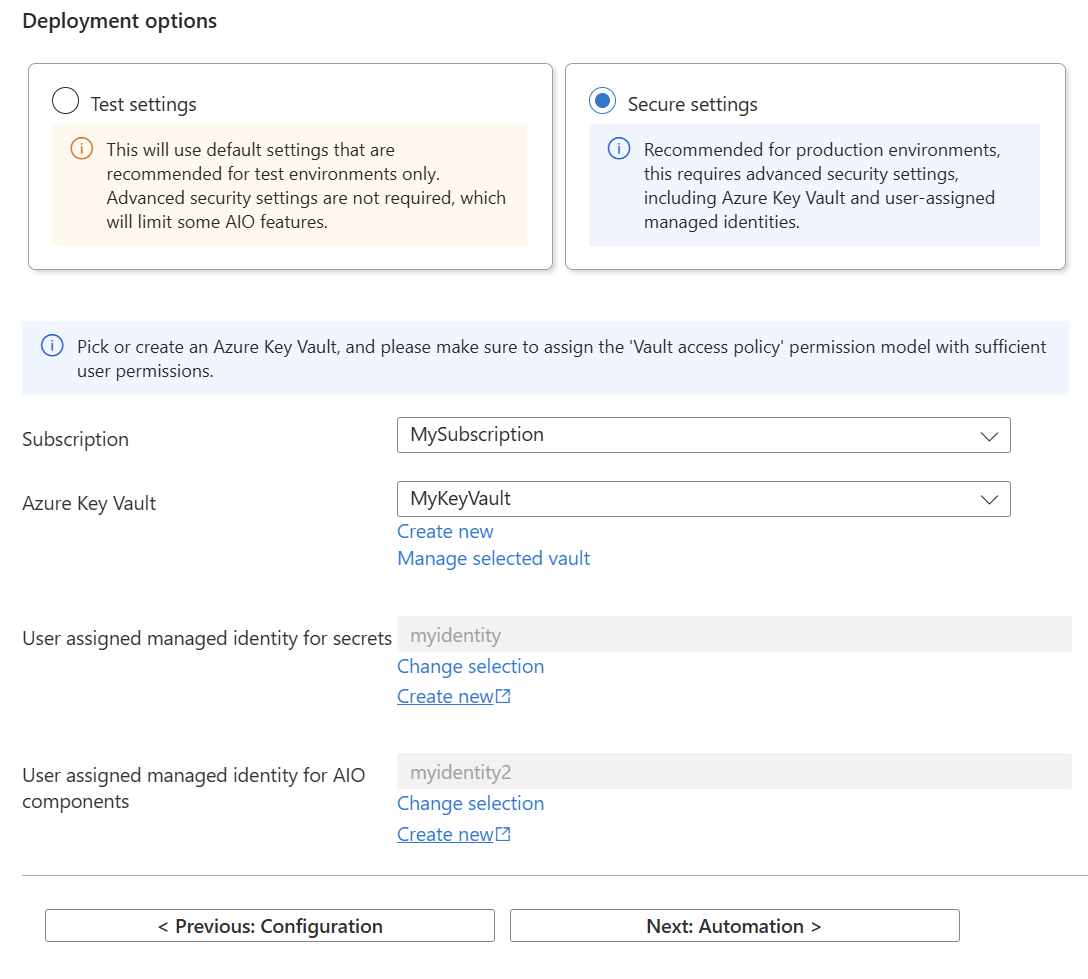 Deployment options
Test settings
This will use default settings that are
recommended for test environments only.
Advanced security settings are not required, which
will limit some AIO features.
Secure settings
Recommended for production environments,
this requires advanced security settings,
including Azure Key Vault and user-assigned
managed identities.
Pick or create an Azure Key Vault, and please make sure to assign the 'Vault access policy' permission model with sufficient
user permissions.
Subscription
MySubscription
Azure Key Vault
MyKeyVault
Create new
Manage selected vault
User assigned managed identity for secrets
myidentity
Change selection
Create new
User assigned managed identity for AIO
components
myidentity2
Change selection
Create new
< Previous: Configuration
Next: Automation >